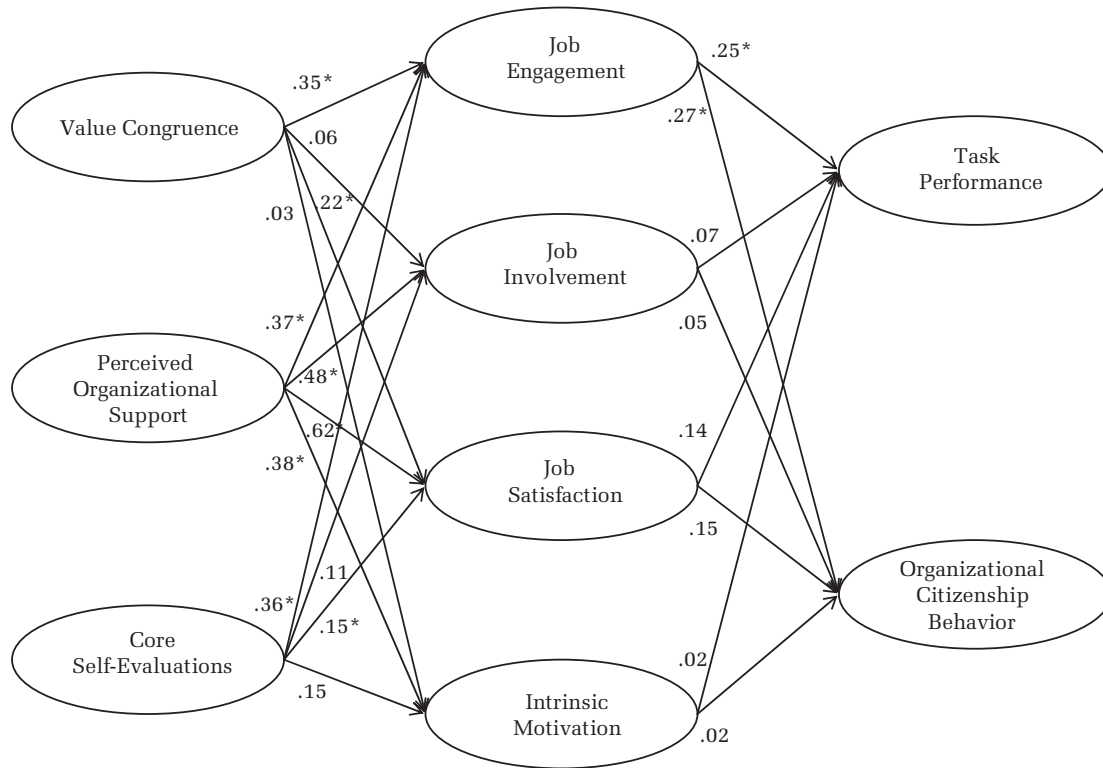 Job
Engagement
.25*
.35*
Value Congruence
.27*
.06
Task
Performance
.22*
.03
Job
Involvement
.07
.37*
.05
Perceived
Organizational
Support
.48*
.62*
.14
.38*
Job
Satisfaction
.15
.11
Organizational
Citizenship
Behavior
.36*
.15*
Core
Self-Evaluations
.02
.15
Intrinsic
Motivation
.02